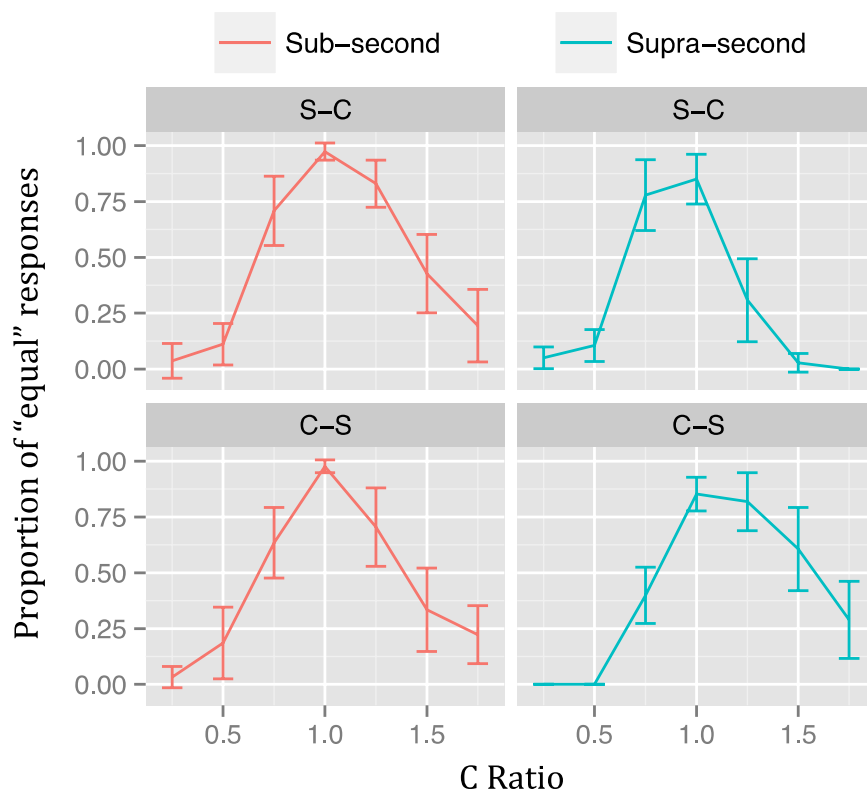 Sub−second Supra−second
S−C S−C
1.00
0.75
0.50
0.25
0.00
C−S C−S
1.00
0.75
0.50
0.25
0.00
0.5 1.0 1.5 0.5 1.0 1.5
C Ratio
Proportion of “equal” responses